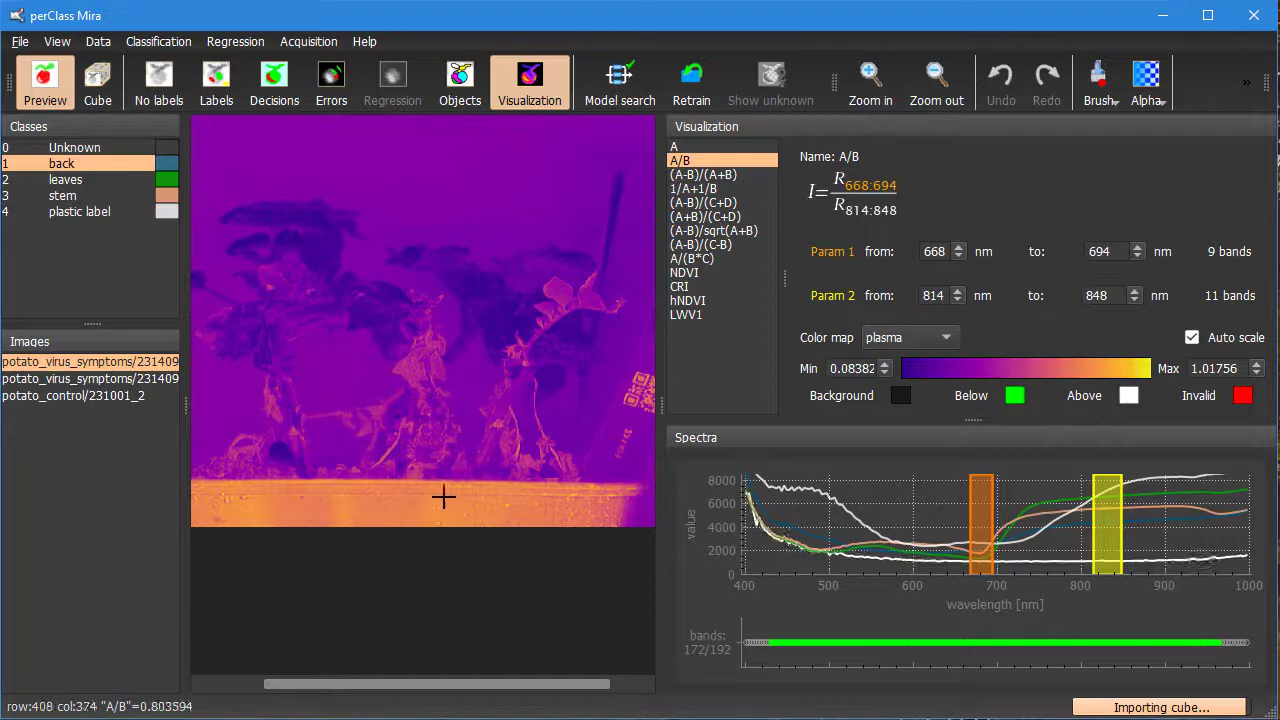 perClass Mira
File View Data Classification Regression Acquisition Help
Preview Cube No labels Labels Decisions Errors Regression Objects Visualization Model search Retrain Show unknown Zoom in Zoom out Undo Redo Brush Alpha »
Classes
0 Unknown
1 back
2 leaves
3 stem
4 plastic label
Images
potato_virus_symptoms/231409
potato_virus_symptoms/231409
potato_control/231001_2
Visualization
A
A/B
(A-B)/(A+B)
1/A+1/B
(A-B)/(C+D)
(A+B)/(C+D)
(A-B)/sqrt(A+B)
(A-B)/(C-B)
A/(B*C)
NDVI
CRI
hNDVI
LWV1
Name: A/B
I= R668:694
R814:848
Param 1 from: 668 nm to: 694 nm 9 bands
Param 2 from: 814 nm to: 848 nm 11 bands
Color map plasma Auto scale
Min 0.08382 Max 1.01756
Background Below Above Invalid
Spectra
8000
6000
4000
2000
0
value
400 500 600 700 800 900 1000
wavelength [nm]
bands:
172/192
row:408 col:374 "A/B"=0.803594
Importing cube...